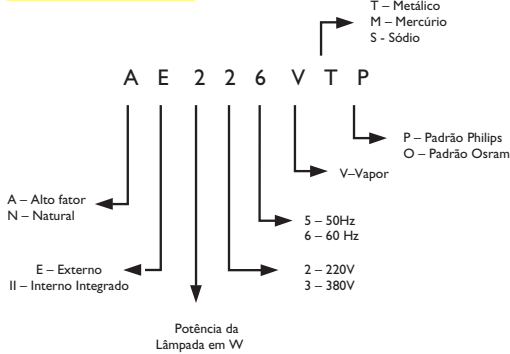 T – Metálico
M – Mercúrio
S - Sódio
A E 2 2 6 V T P
P – Padrão Philips
O – Padrão Osram
V–Vapor
A – Alto fator
N – Natural
5 – 50Hz
6 – 60 Hz
E – Externo
II – Interno Integrado
2 – 220V
3 – 380V
Potência da
Lâmpada em W